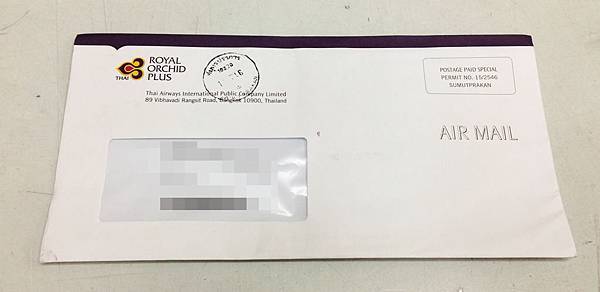 THAI
ROYAL
ORCHID
PLUS
Thai Airways International Public Company Limited
89 Vibhavadi Rangsit Road, Bangkok 10900, Thailand
POSTAGE PAID SPECIAL
PERMIT NO. 15/2546
SUMUTPRAKAN
AIR MAIL